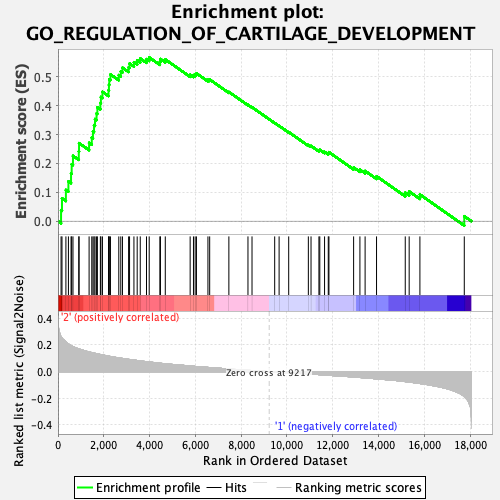 Enrichment plot:
GO_REGULATION_OF_CARTILAGE_DEVELOPMENT
Enrichment score (ES)
0.5
0.4
0.3
0.2
0.1
0.0
Ranked list metric (Signal2Noise)
'2' (positively correlated)
0.4
0.2
0.0
-0.2
-0.4
Zero cross at 9217
'1' (negatively correlated)
0
2,000
4,000
6,000
8,000
10,000
12,000
14,000
16,000
18,000
Rank in Ordered Dataset
Enrichment profile
Hits
Ranking metric scores